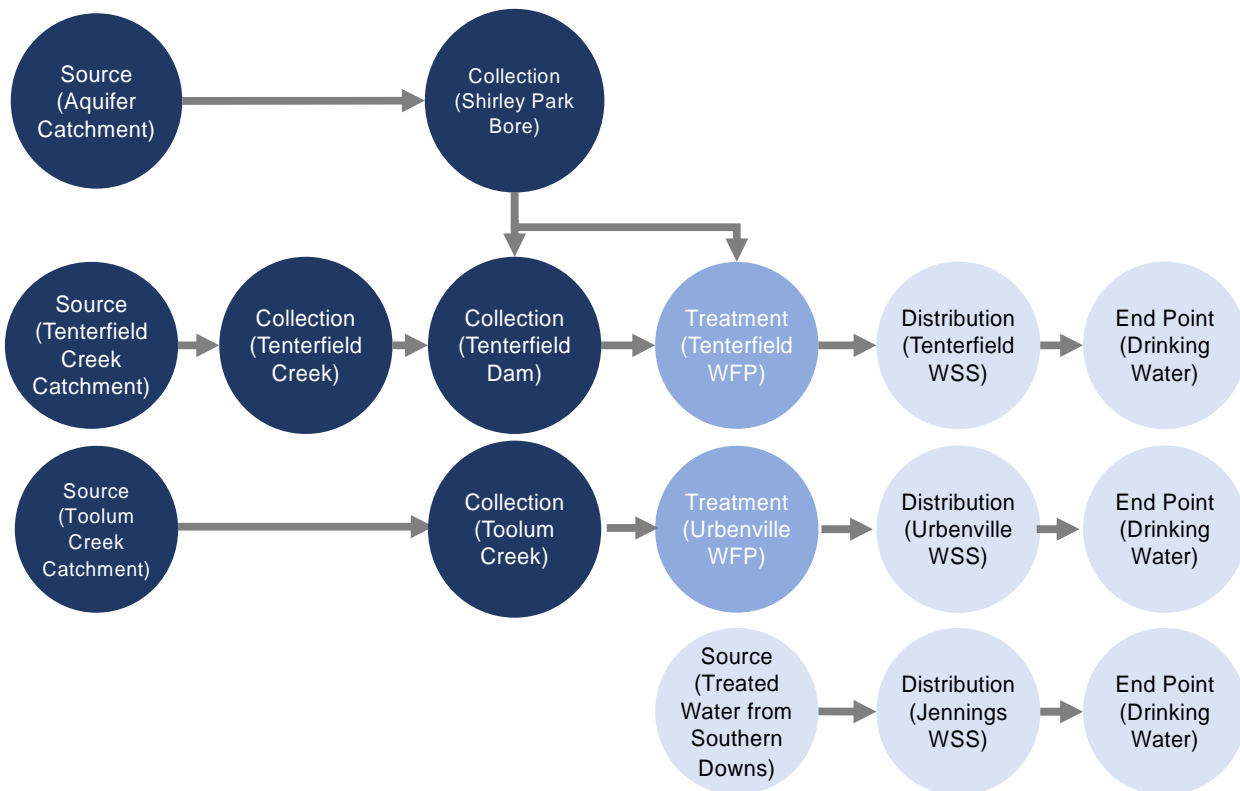 Source
(Aquifer
Catchment)
Collection
(Shirley Park
Bore)
Source
(Tenterfield
Creek
Catchment)
Collection
(Tenterfield
Creek)
Collection
(Tenterfield
Dam)
Treatment
(Tenterfield
WFP)
Distribution
(Tenterfield
WSS)
End Point
(Drinking
Water)
Source
(Toolum
Creek
Catchment)
Collection
(Toolum
Creek)
Treatment
(Urbenville
WFP)
Distribution
(Urbenville
WSS)
End Point
(Drinking
Water)
Source
(Treated
Water from
Southern
Downs)
Distribution
(Jennings
WSS)
End Point
(Drinking
Water)